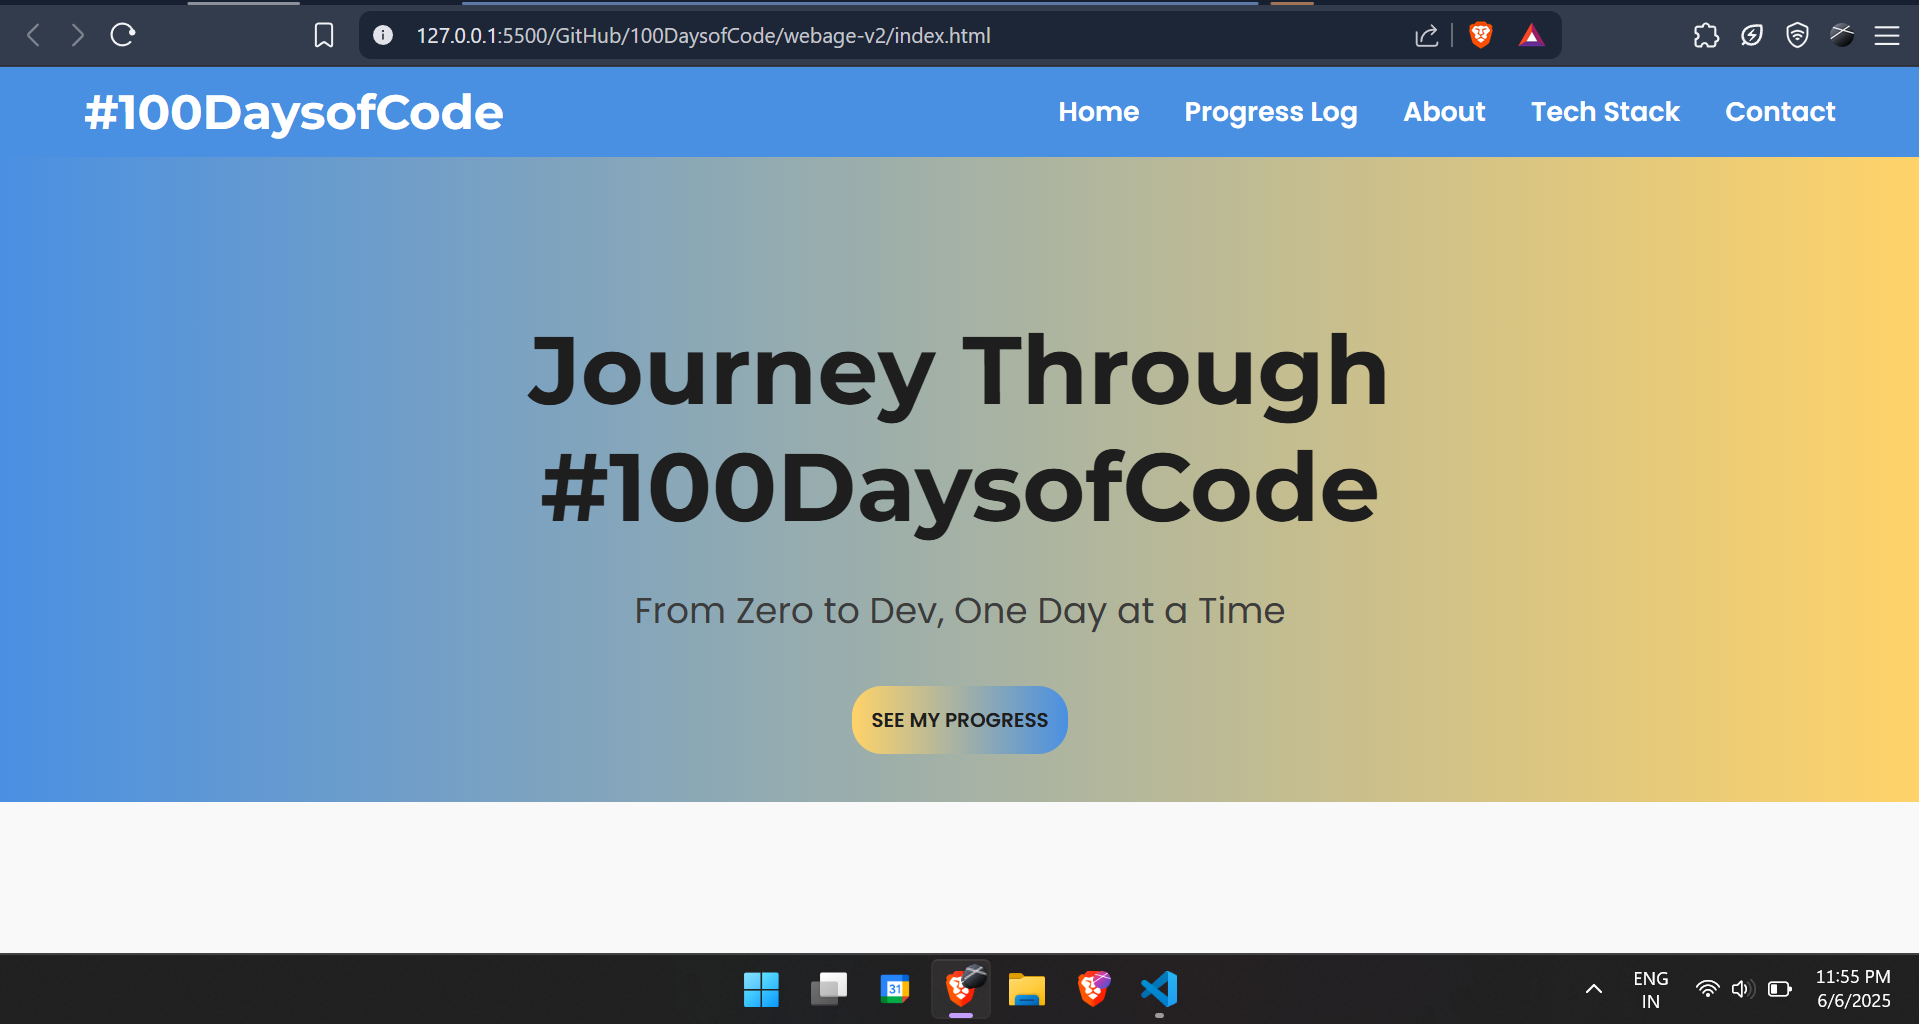 127.0.0.1:5500/GitHub/100DaysofCode/webage-v2/index.html
#100DaysofCode
Home Progress Log About Tech Stack Contact
Journey Through
#100DaysofCode
From Zero to Dev, One Day at a Time
SEE MY PROGRESS
31
ENG
IN
11:55 PM
6/6/2025